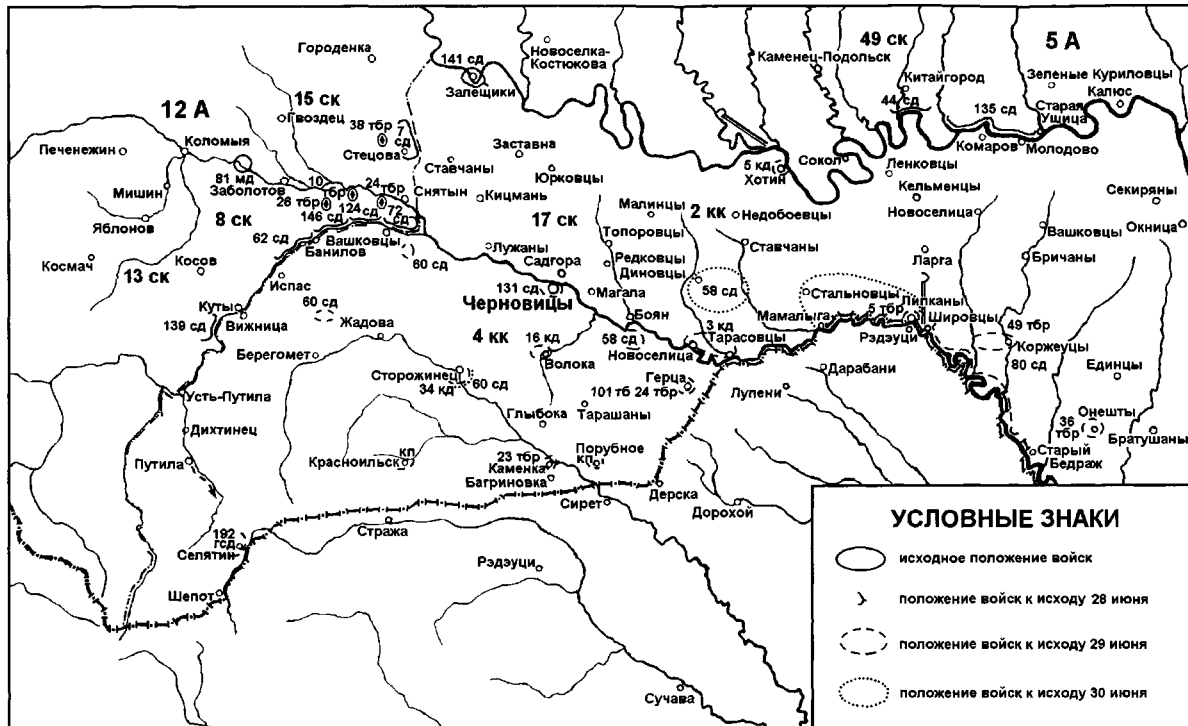 Городенка
Новоселка-
Костюкова
Каменец-Подольск
49 СК
5 А
141 сд
Залещики
Китайгород
Зеленые Куриловцы
Калюс
12 А
15 СК
Гвоздец
38 тбр
7
сд
Стецова
44 сд
135 сд
Старая
Ушица
Печенежин
Коломыя
Заставна
Ставчаны
5 кд
Хотин
Сокол
Комаров
Молодово
Ленковцы
81 мд
Заболотов
10
тбр
24 тбр
Снятын
Юрковцы
Кицмань
Кельменцы
Секиряны
Мишин
26 тбр
124 сд
72
сд
146 сд
Малинцы
2 КК
Недобоевцы
Новоселица
Яблонов
8 СК
17 СК
Топоровцы
Вашковцы
Окница
62 сд
Вашковцы
Банилов
Лужаны
Ставчаны
Космач
Косов
60 сд
Садгора
Редковцы
Диновцы
Ларга
Бричаны
13 СК
Испас
131 сд
Магала
58 сд
Стальновцы
Черновицы
Липканы
5 тбр
Шировцы
Куты
60 сд
Боян
Мамалыга
139 сд
Вижница
Жадова
4 КК
3 кд
Рэдэуци
49 тбр
16 кд
58 сд
Тарасовцы
Коржеуцы
Берегомет
Волока
Новоселица
80 сд
Сторожинец
60 сд
Герца
Дарабани
Единцы
34 кд
101 тб 24 тбр
Лупени
Усть-Путила
Глыбока
Тарашаны
Онешты
36
тбр
Дихтинец
Порубное
Братушаны
кп
23 тбр
кп
Путила
Красноильск
Каменка
Старый
Бедраж
Багриновка
Дерска
Сирет
Дорохой
192
гсд
Стража
Селятин
Рэдэуци
Шепот
Сучава
УСЛОВНЫЕ ЗНАКИ
исходное положение войск
положение войск к исходу 28 июня
положение войск к исходу 29 июня
положение войск к исходу 30 июня